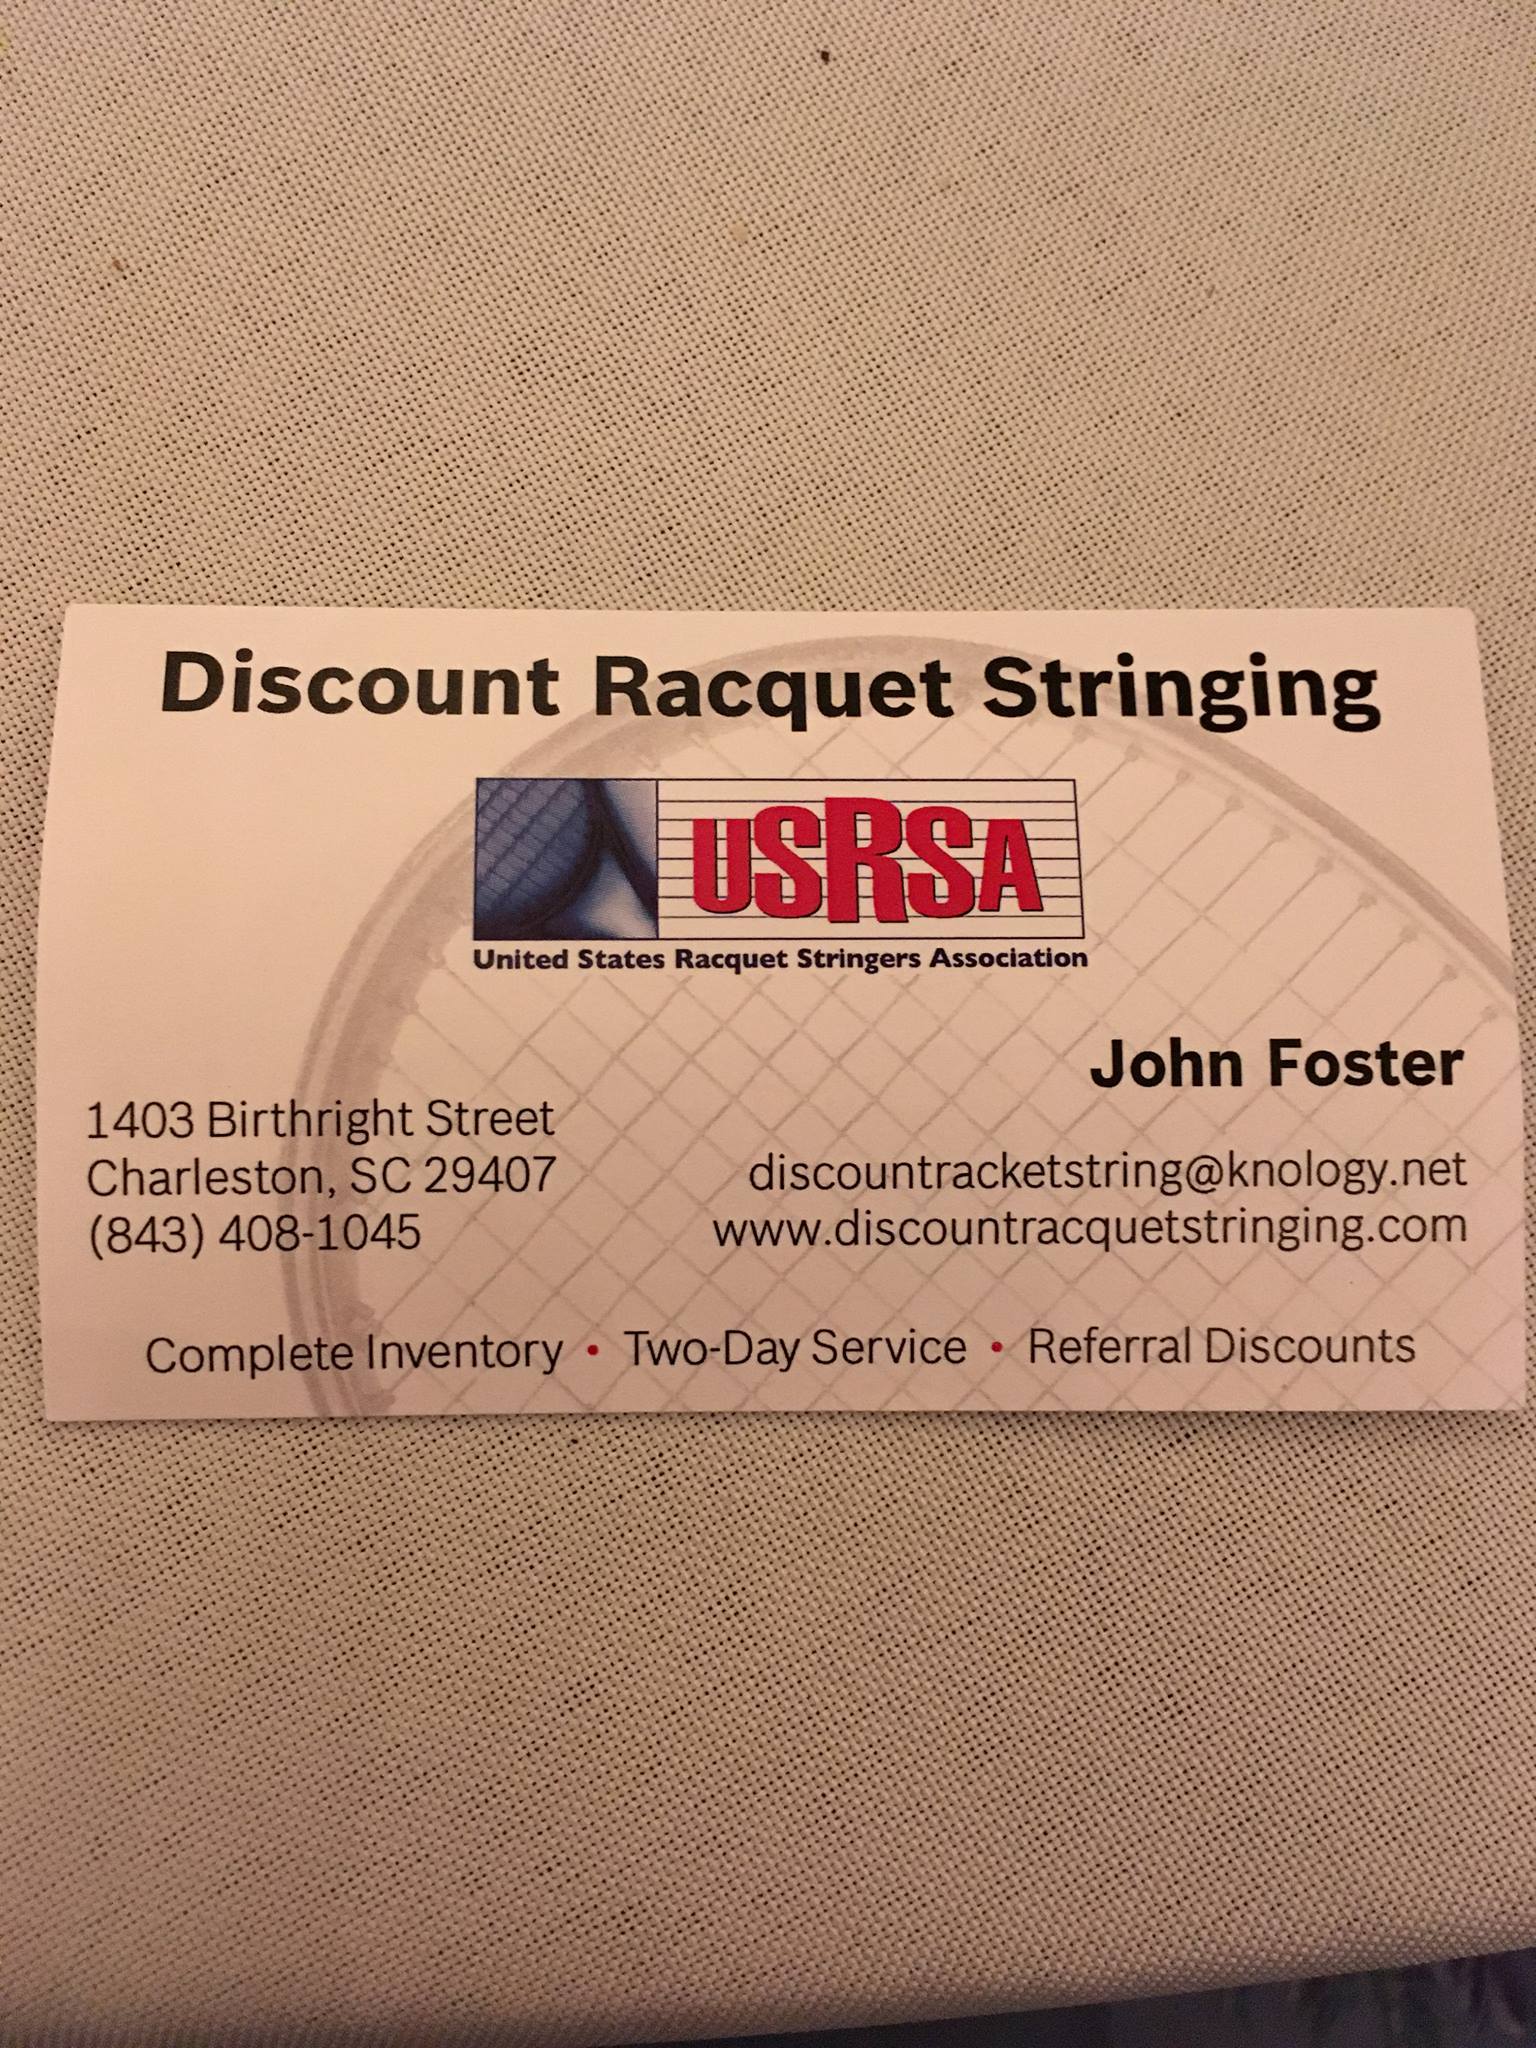 Discount Racquet Stringing
USRSA
United States Racquet Stringers Association
John Foster
1403 Birthright Street
Charleston, SC 29407
(843) 408-1045
discountracketstring@knology.net
www.discountracquetstringing.com
Complete Inventory • Two-Day Service • Referral Discounts